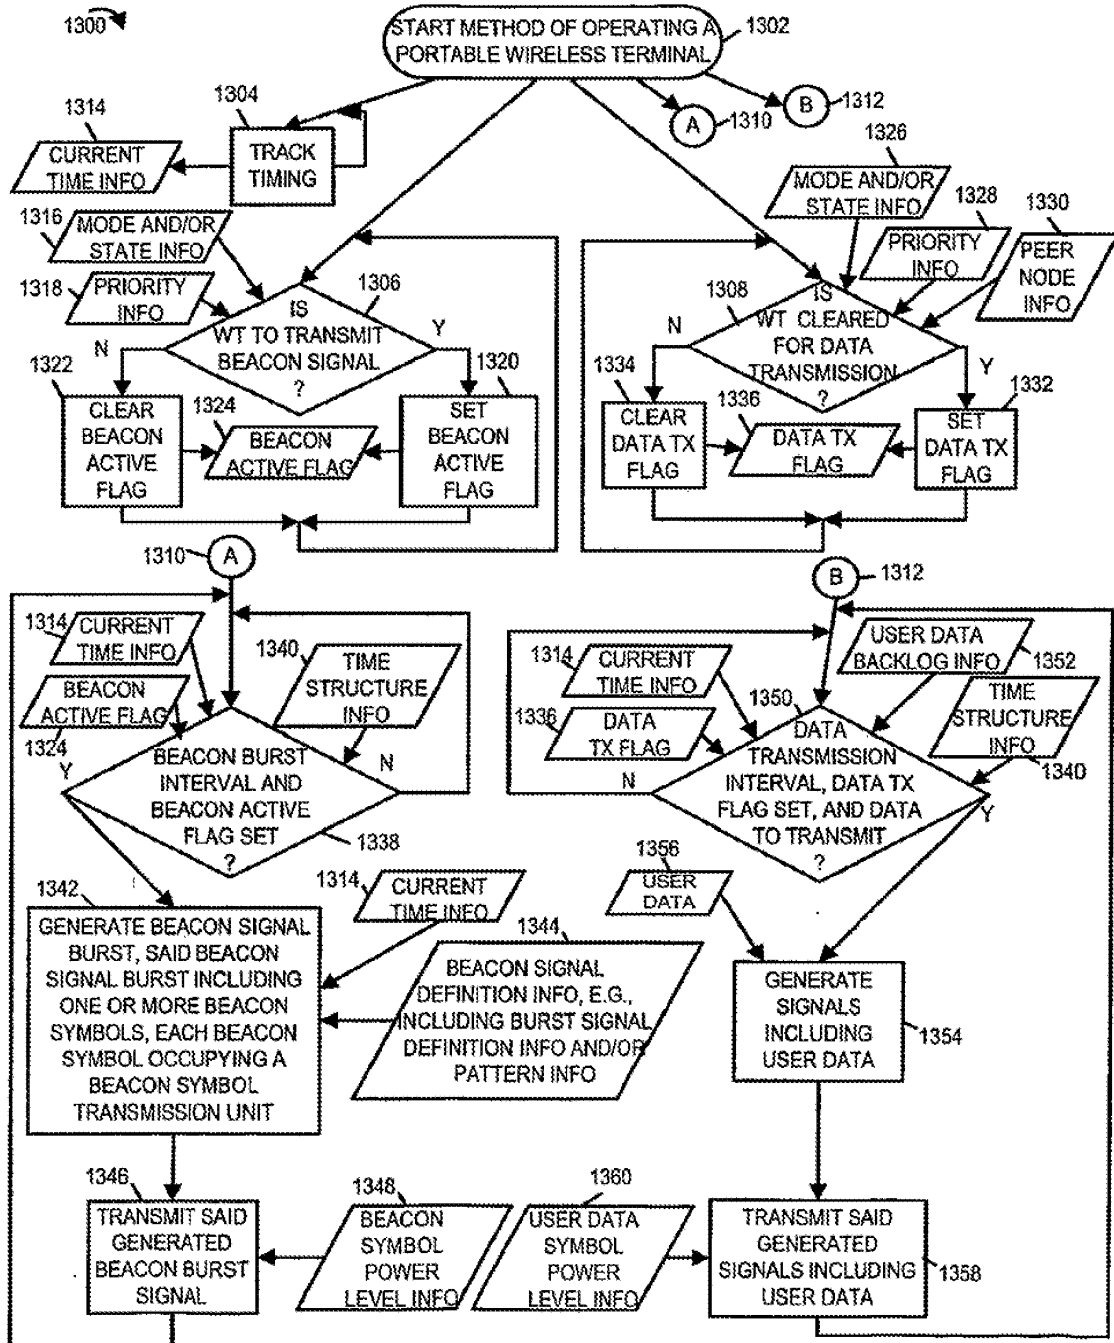 1300
START METHOD OF OPERATING A
PORTABLE WIRELESS TERMINAL
1302
1304
1314
CURRENT
TIME INFO
TRACK
TIMING
A
1310
B
1312
1326
MODE AND/OR
STATE INFO
1328
1330
PRIORITY
INFO
PEER
NODE
INFO
1316
MODE AND/OR
STATE INFO
1318
PRIORITY
INFO
1306
IS
WT TO TRANSMIT
BEACON SIGNAL
?
N
Y
1308
IS
WT CLEARED
FOR DATA
TRANSMISSION
?
N
Y
1322
CLEAR
BEACON
ACTIVE
FLAG
1324
BEACON
ACTIVE FLAG
1320
SET
BEACON
ACTIVE
FLAG
1334
CLEAR
DATA TX
FLAG
1336
DATA TX
FLAG
1332
SET
DATA TX
FLAG
1310
A
B
1312
1314
CURRENT
TIME INFO
1340
TIME
STRUCTURE
INFO
BEACON
ACTIVE FLAG
1324
Y
BEACON BURST
INTERVAL AND
BEACON ACTIVE
FLAG SET
?
N
1338
1314
CURRENT
TIME INFO
USER DATA
BACKLOG INFO
1352
1336
DATA
TX FLAG
1350
TIME
STRUCTURE
INFO
1340
N
DATA
TRANSMISSION
INTERVAL, DATA TX
FLAG SET, AND DATA
TO TRANSMIT
?
Y
1342
GENERATE BEACON SIGNAL
BURST, SAID BEACON
SIGNAL BURST INCLUDING
ONE OR MORE BEACON
SYMBOLS, EACH BEACON
SYMBOL OCCUPYING A
BEACON SYMBOL
TRANSMISSION UNIT
1314
CURRENT
TIME INFO
1344
BEACON SIGNAL
DEFINITION INFO, E.G.,
INCLUDING BURST SIGNAL
DEFINITION INFO AND/OR
PATTERN INFO
1356
USER
DATA
GENERATE
SIGNALS
INCLUDING
USER DATA
1354
1346
TRANSMIT SAID
GENERATED
BEACON BURST
SIGNAL
1348
BEACON
SYMBOL
POWER
LEVEL INFO
1360
USER DATA
SYMBOL
POWER
LEVEL INFO
TRANSMIT SAID
GENERATED
SIGNALS INCLUDING
USER DATA
1358